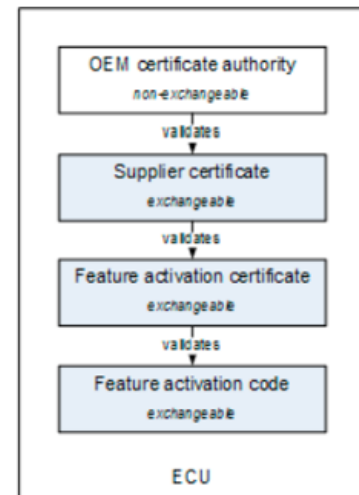 OEM certificate authority
non-exchangeable
validates
Supplier certificate
exchangeable
validates
Feature activation certificate
exchangeable
validates
Feature activation code
exchangeable
ECU